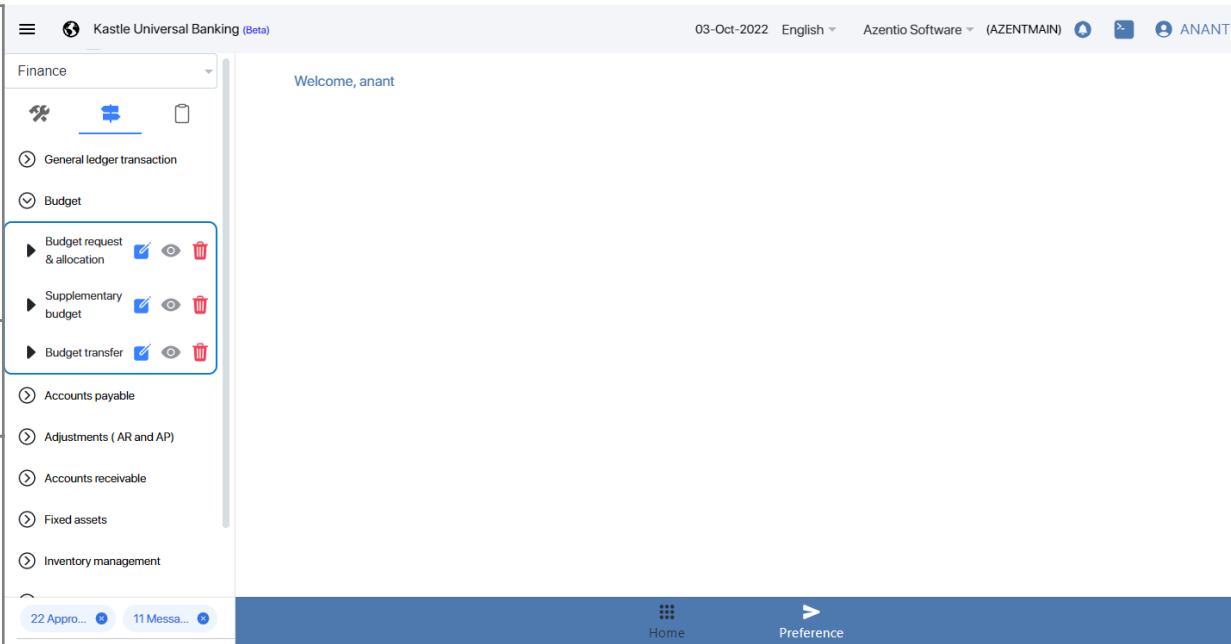 Kastle Universal Banking (Beta)
03-Oct-2022 English Azentio Software (AZENTMAIN) ANANT
Finance
Welcome, anant
General ledger transaction
Budget
Budget request
& allocation
Supplementary
budget
Budget transfer
Accounts payable
Adjustments ( AR and AP)
Accounts receivable
Fixed assets
Inventory management
22 Appro... 11 Messa...
Home Preference